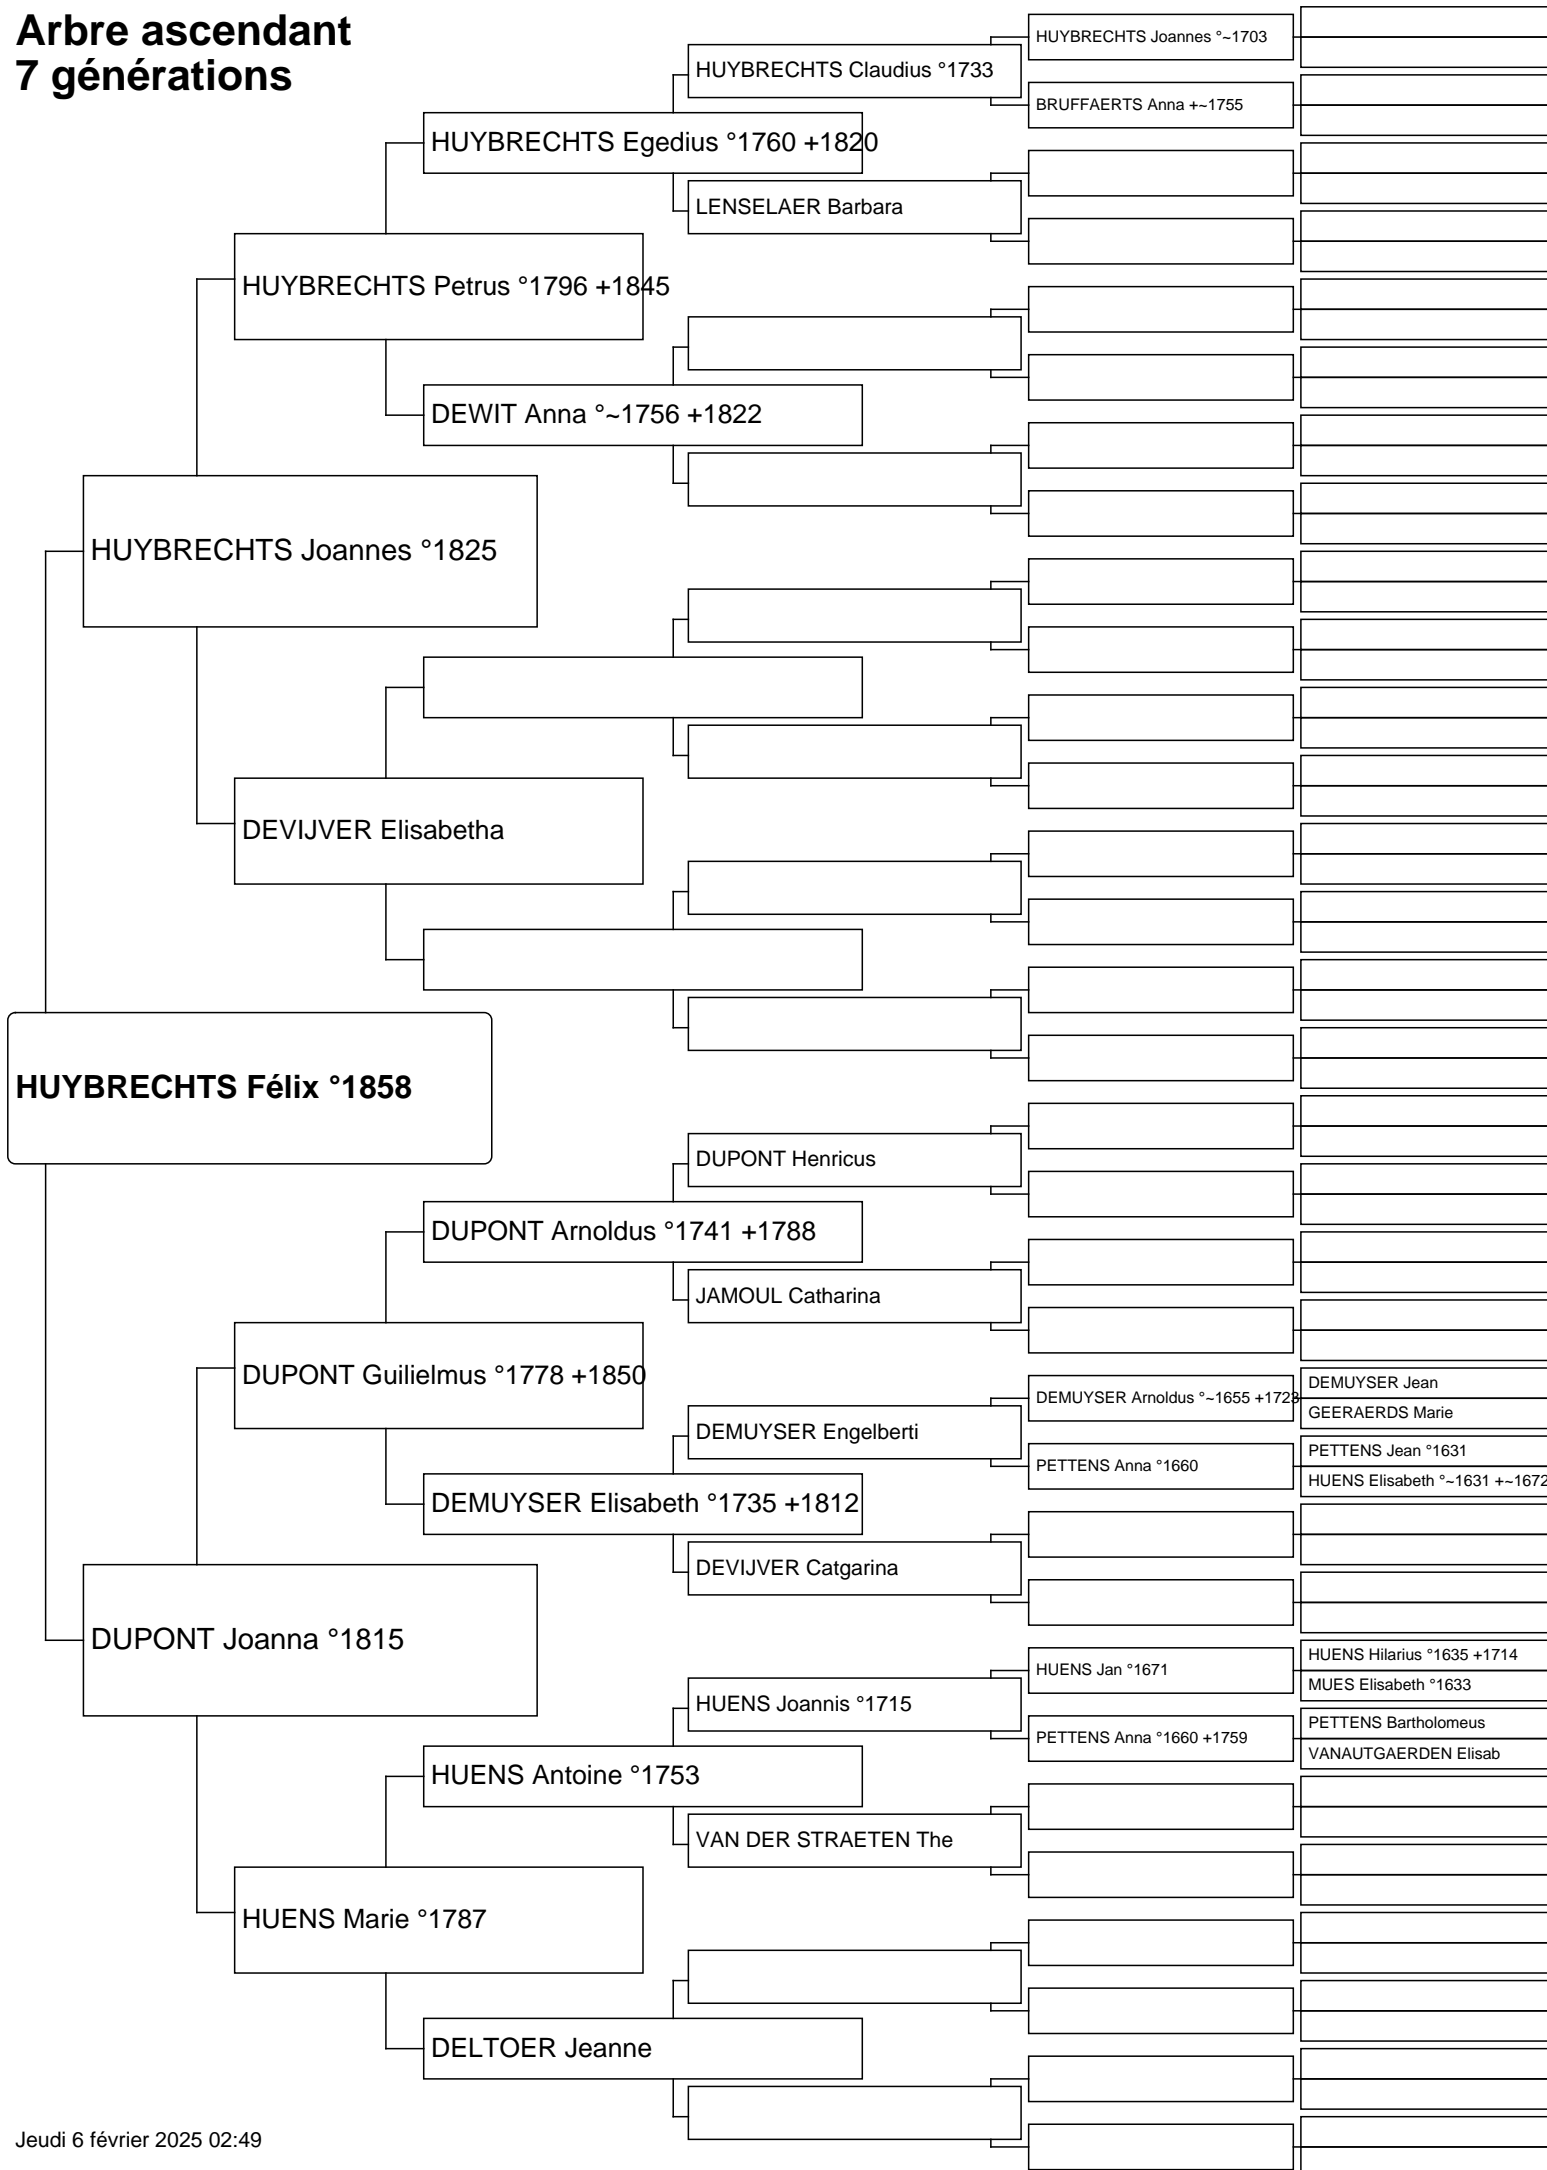 Arbre ascendant
7 générations
HUYBRECHTS Joannes °~1703
HUYBRECHTS Claudius °1733
BRUFFAERTS Anna +~1755
HUYBRECHTS Egedius °1760 +1820
LENSELAER Barbara
HUYBRECHTS Petrus °1796 +1845
DEWIT Anna °~1756 +1822
HUYBRECHTS Joannes °1825
DEVIJVER Elisabetha
HUYBRECHTS Félix °1858
DUPONT Henricus
DUPONT Arnoldus °1741 +1788
JAMOUL Catharina
DUPONT Guilielmus °1778 +1850
DEMUYSER Jean
DEMUYSER Arnoldus °~1655 +1723
GEERAERDS Marie
DEMUYSER Engelberti
PETTENS Jean °1631
PETTENS Anna °1660
HUENS Elisabeth °~1631 +~1672
DEMUYSER Elisabeth °1735 +1812
DEVIJVER Catgarina
DUPONT Joanna °1815
HUENS Hilarius °1635 +1714
HUENS Jan °1671
MUES Elisabeth °1633
HUENS Joannis °1715
PETTENS Bartholomeus
PETTENS Anna °1660 +1759
VANAUTGAERDEN Elisab
HUENS Antoine °1753
VAN DER STRAETEN The
HUENS Marie °1787
DELTOER Jeanne
Jeudi 6 février 2025 02:49